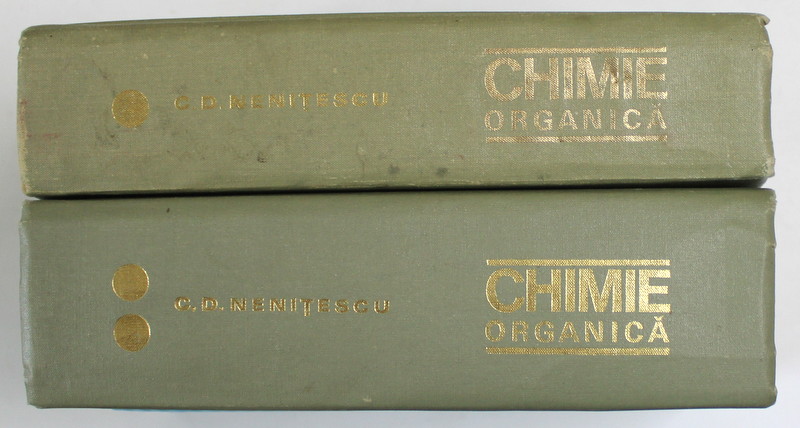 C. D. NENIȚESCU
CHIMIE
ORGANICĂ
C. D. NENIȚESCU
CHIMIE
ORGANICĂ